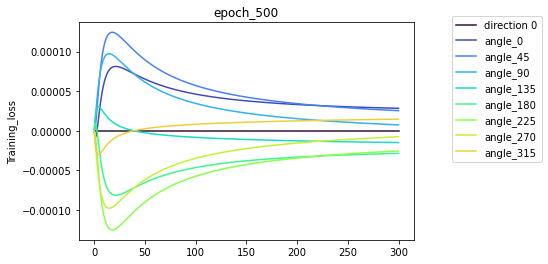 epoch_500
Training_loss
0.00010
0.00005
0.00000
−0.00005
−0.00010
0 50 100 150 200 250 300
direction 0
angle_0
angle_45
angle_90
angle_135
angle_180
angle_225
angle_270
angle_315